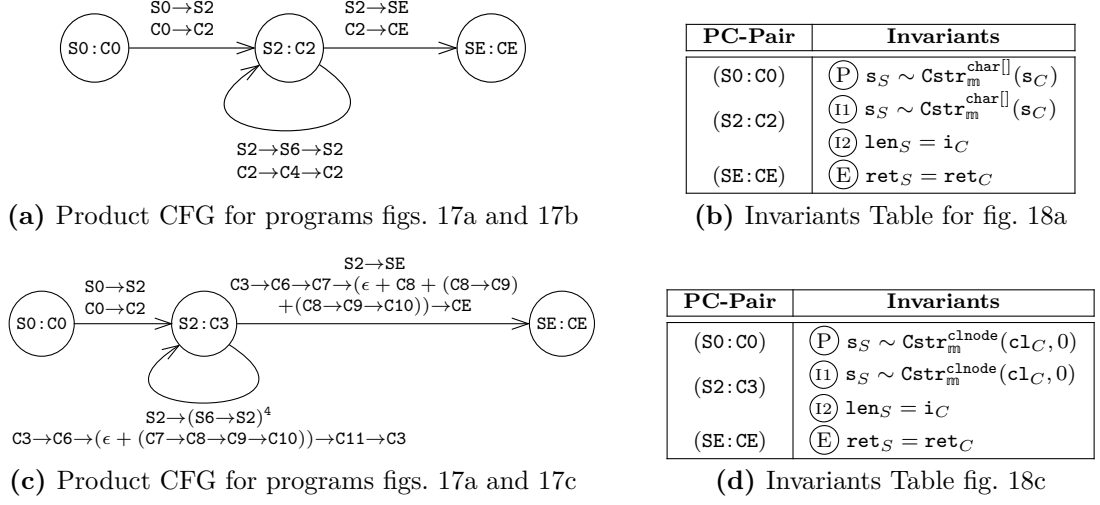 S0→S2
C0→C2
S2→SE
C2→CE
S0:C0
S2:C2
SE:CE
S2→S6→S2
C2→C4→C2
(a) Product CFG for programs figs. 17a and 17b
PC-Pair Invariants
(S0:C0) Ⓟ s_S ∼ Cstr_𝕞^char[](s_C)
(S2:C2) (I1) s_S ∼ Cstr_𝕞^char[](s_C)
(I2) len_S = i_C
(SE:CE) Ⓔ ret_S = ret_C
(b) Invariants Table for fig. 18a
S0→S2
C0→C2
S2→SE
C3→C6→C7→(ϵ + C8 + (C8→C9)
+(C8→C9→C10))→CE
S0:C0
S2:C3
SE:CE
S2→(S6→S2)^4
C3→C6→(ϵ + (C7→C8→C9→C10))→C11→C3
(c) Product CFG for programs figs. 17a and 17c
PC-Pair Invariants
(S0:C0) Ⓟ s_S ∼ Cstr_𝕞^clnode(cl_C, 0)
(S2:C3) (I1) s_S ∼ Cstr_𝕞^clnode(cl_C, 0)
(I2) len_S = i_C
(SE:CE) Ⓔ ret_S = ret_C
(d) Invariants Table fig. 18c